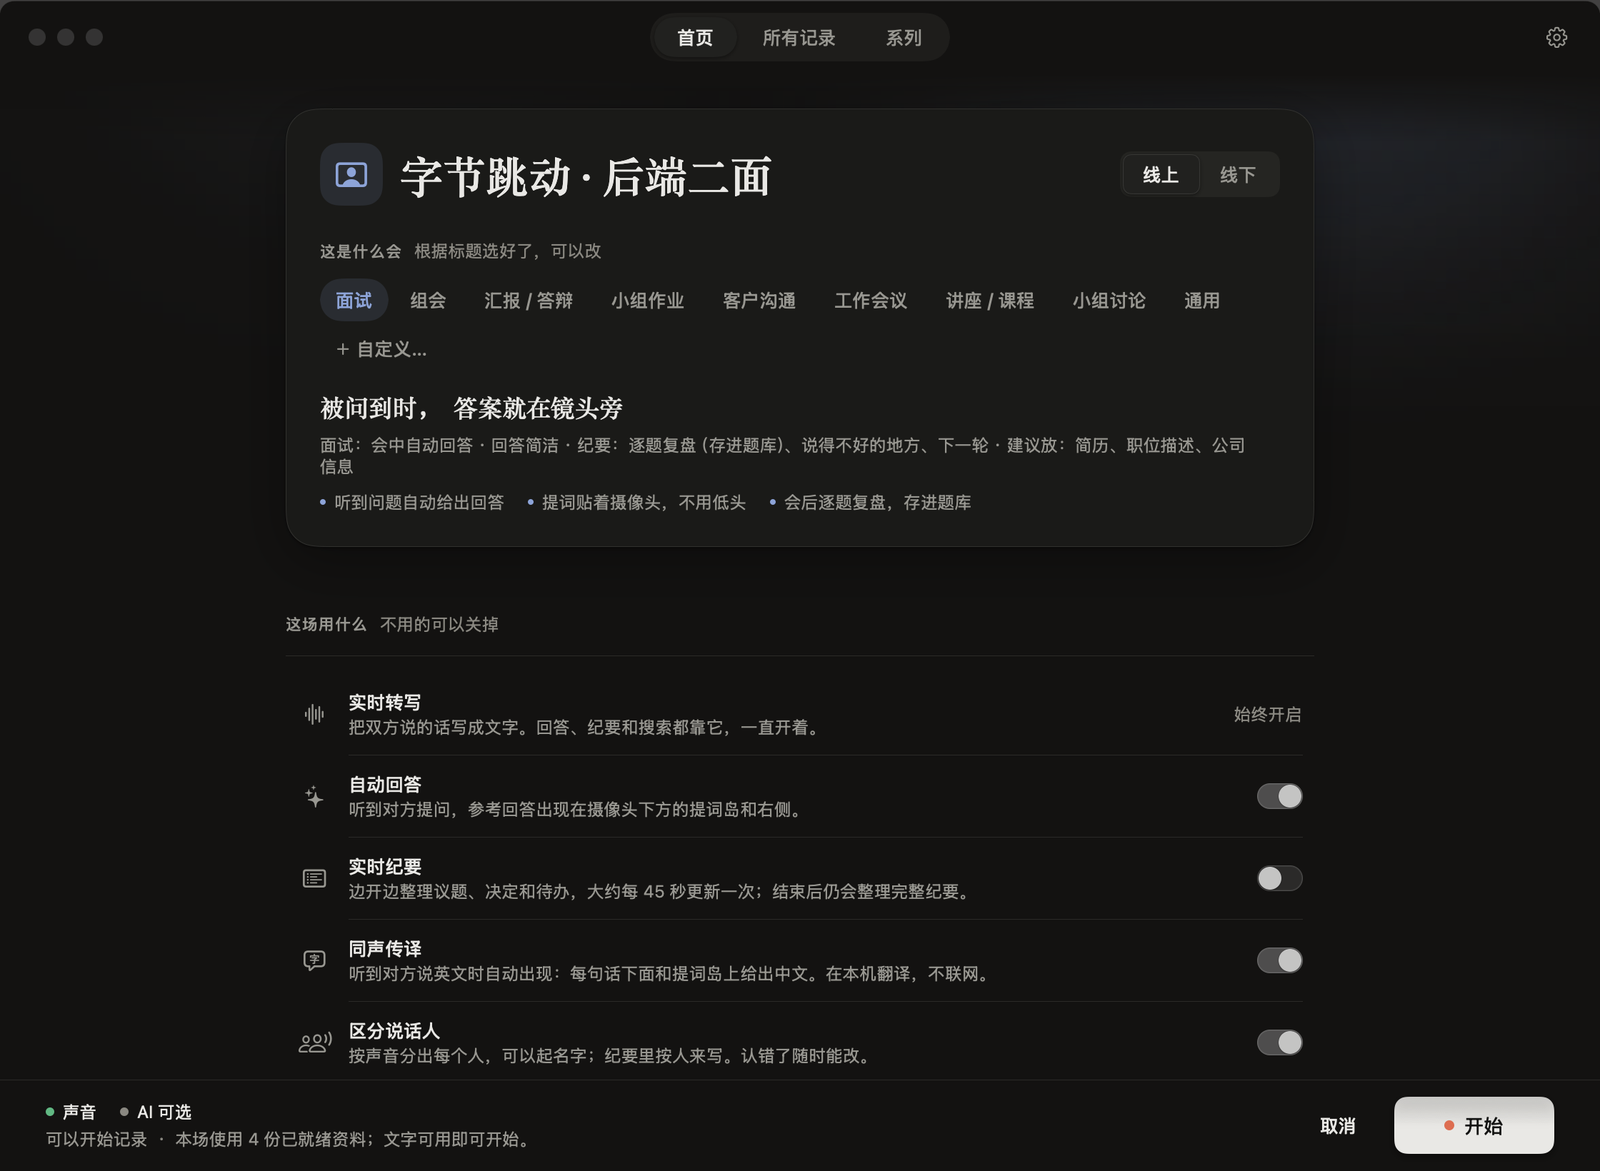 首页 所有记录 系列
字节跳动 · 后端二面
线上 线下
这是什么会 根据标题选好了，可以改
面试 组会 汇报 / 答辩 小组作业 客户沟通 工作会议 讲座 / 课程 小组讨论 通用
+ 自定义...
被问到时， 答案就在镜头旁
面试：会中自动回答 · 回答简洁 · 纪要：逐题复盘 (存进题库)、说得不好的地方、下一轮 · 建议放：简历、职位描述、公司
信息
• 听到问题自动给出回答 • 提词贴着摄像头，不用低头 • 会后逐题复盘，存进题库
这场用什么 不用的可以关掉
实时转写
把双方说的话写成文字。回答、纪要和搜索都靠它，一直开着。
始终开启
自动回答
听到对方提问，参考回答出现在摄像头下方的提词岛和右侧。
实时纪要
边开边整理议题、决定和待办，大约每 45 秒更新一次；结束后仍会整理完整纪要。
字
同声传译
听到对方说英文时自动出现：每句话下面和提词岛上给出中文。在本机翻译，不联网。
区分说话人
按声音分出每个人，可以起名字；纪要里按人来写。认错了随时能改。
声音 AI 可选
可以开始记录 · 本场使用 4 份已就绪资料；文字可用即可开始。
取消 开始